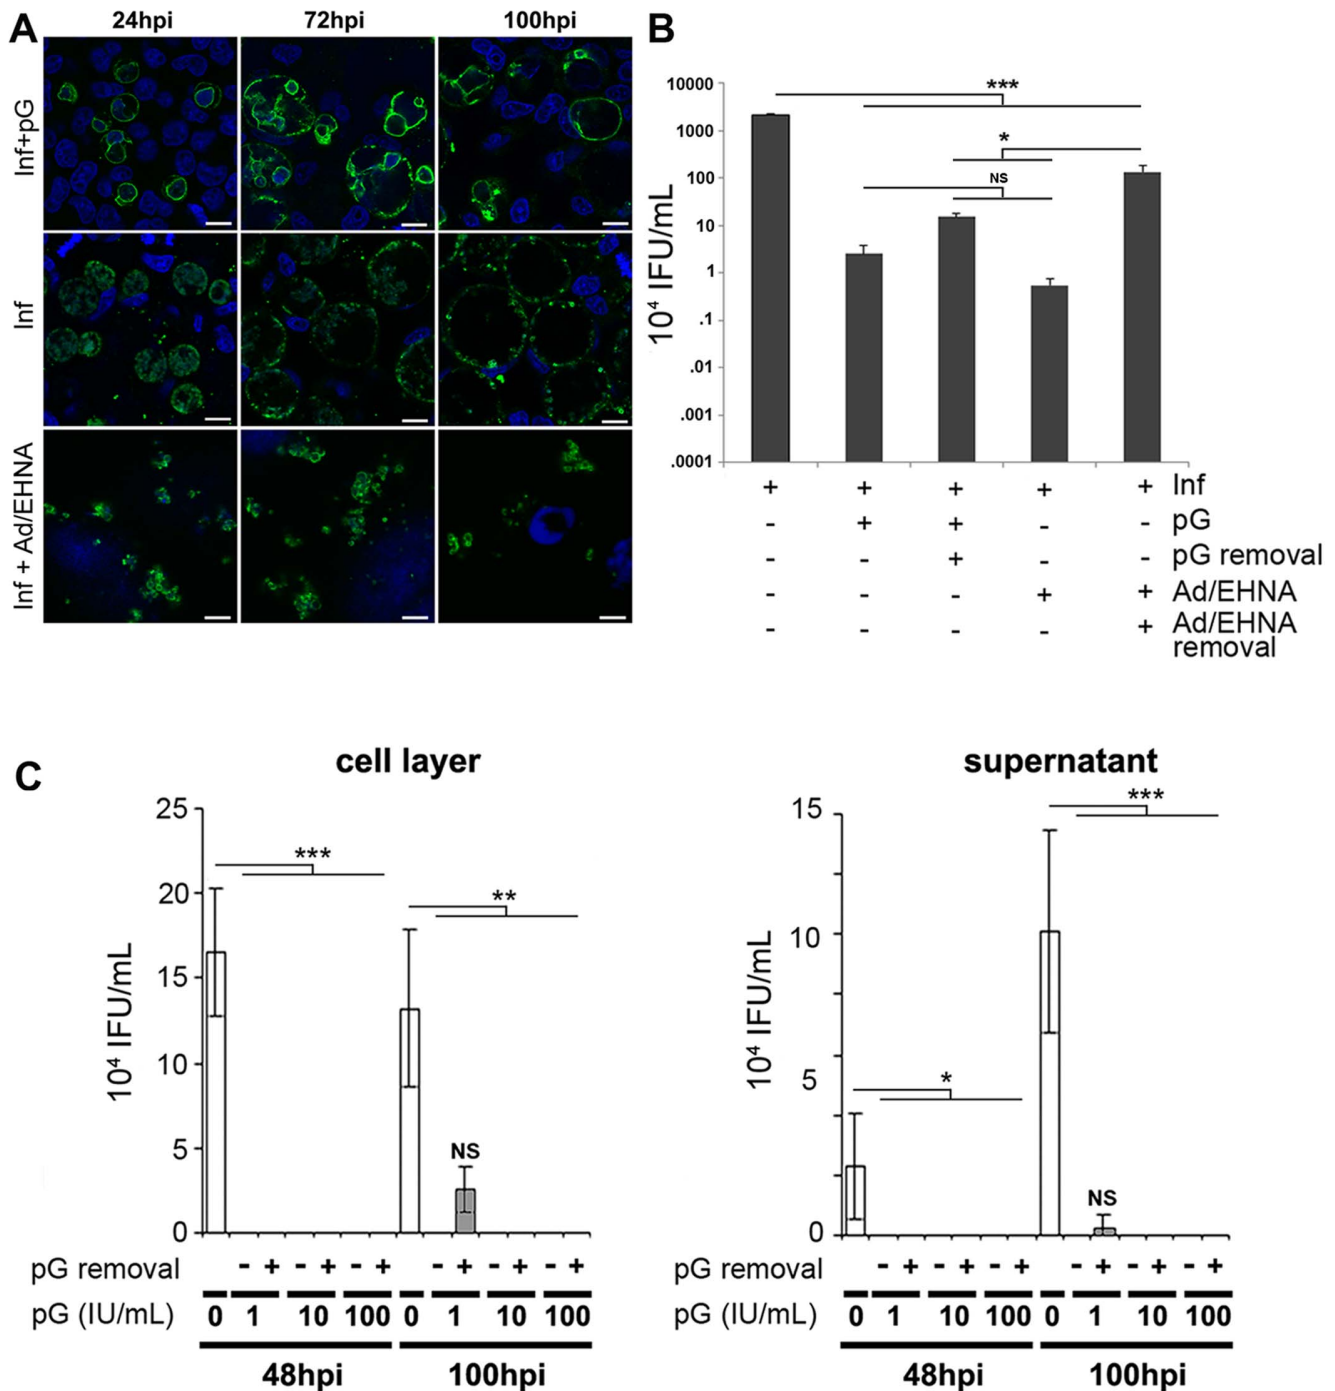 A
24hpi 72hpi 100hpi
Inf+pG
Inf
Inf + Ad/EHNA
B
10⁴ IFU/mL
10000
1000
100
10
1
.1
.01
.001
.0001
***
*
NS
+ + + + + Inf
- + + - - pG
- - + - - pG removal
- - - + + Ad/EHNA
- - - - + Ad/EHNA
removal
C
cell layer
10⁴ IFU/mL
25
20
15
10
5
0
***
**
NS
pG removal - + - + - + - + - + - +
pG (IU/mL) 0 1 10 100 0 1 10 100
48hpi 100hpi
supernatant
10⁴ IFU/mL
15
10
5
0
***
*
NS
pG removal - + - + - + - + - + - +
pG (IU/mL) 0 1 10 100 0 1 10 100
48hpi 100hpi